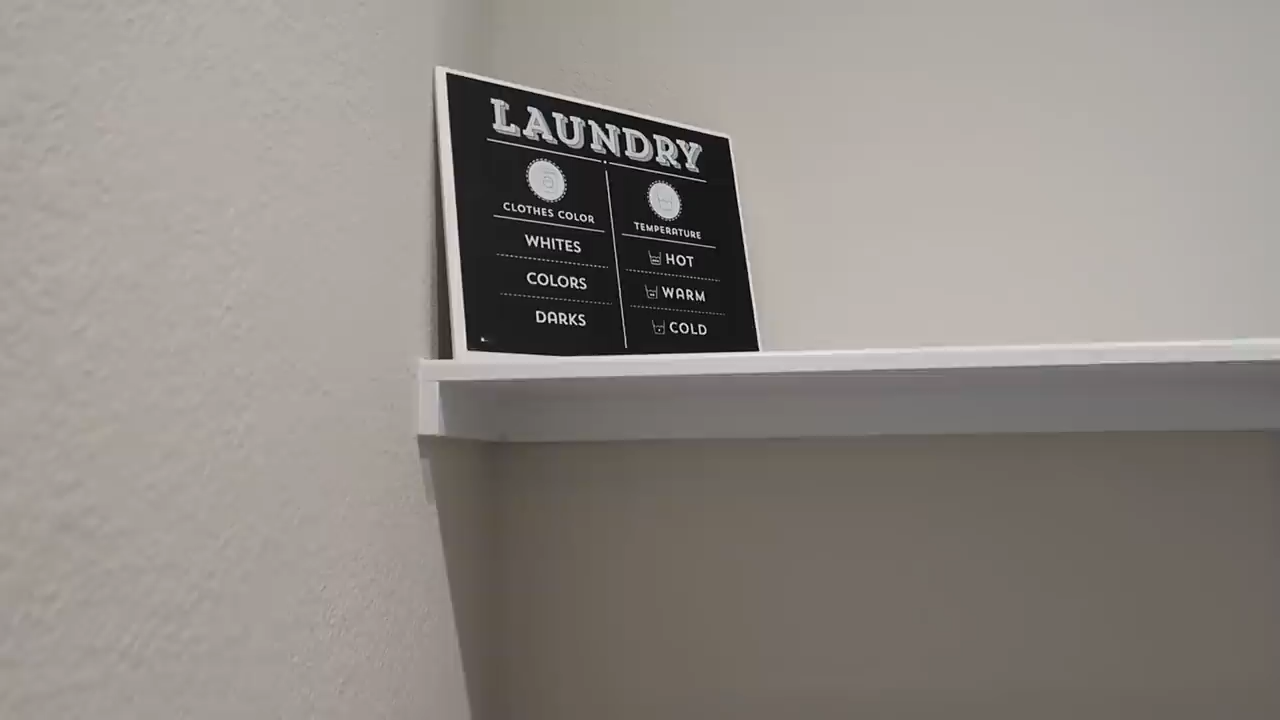 LAUNDRY
CLOTHES COLOR
WHITES
COLORS
DARKS
TEMPERATURE
HOT
WARM
COLD